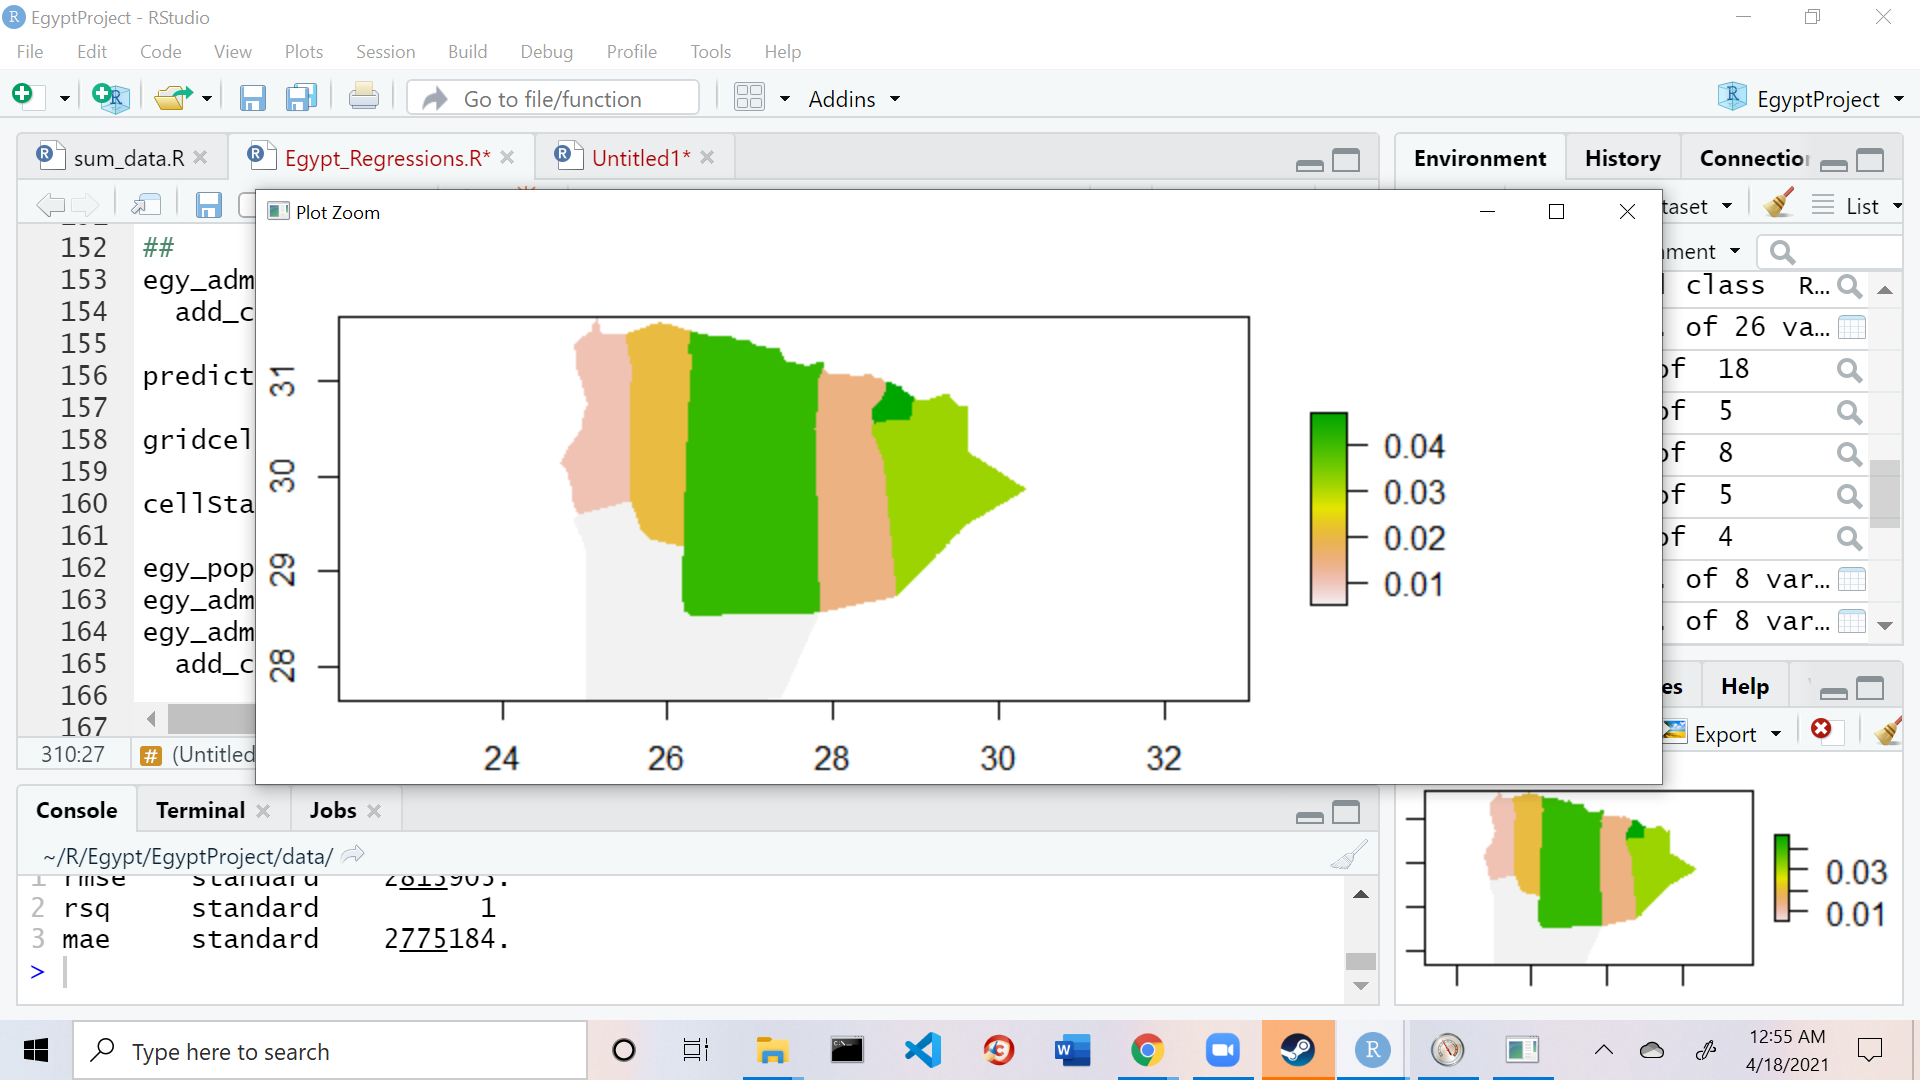 EgyptProject - RStudio
File Edit Code View Plots Session Build Debug Profile Tools Help
Go to file/function Addins EgyptProject
sum_data.R Egypt_Regressions.R* Untitled1*
Environment History
List
Plot Zoom
152 ##
153 egy_adm
154 add_c
155
156 predict
157
158 gridcel
159
160 cellSta
161
162 egy_pop
163 egy_adm
164 egy_adm
165 add_c
166
167
31
30
29
28
24 26 28 30 32
0.04
0.03
0.02
0.01
class R...
of 26 va...
of 18
of 5
of 8
of 5
of 4
of 8 var...
of 8 var...
310:27 # (Untitled
Help
Export
0.03
0.01
Console Terminal Jobs
~/R/Egypt/EgyptProject/data/
1 rmse standard 2815905.
2 rsq standard 1
3 mae standard 2775184.
>
Type here to search
12:55 AM
4/18/2021